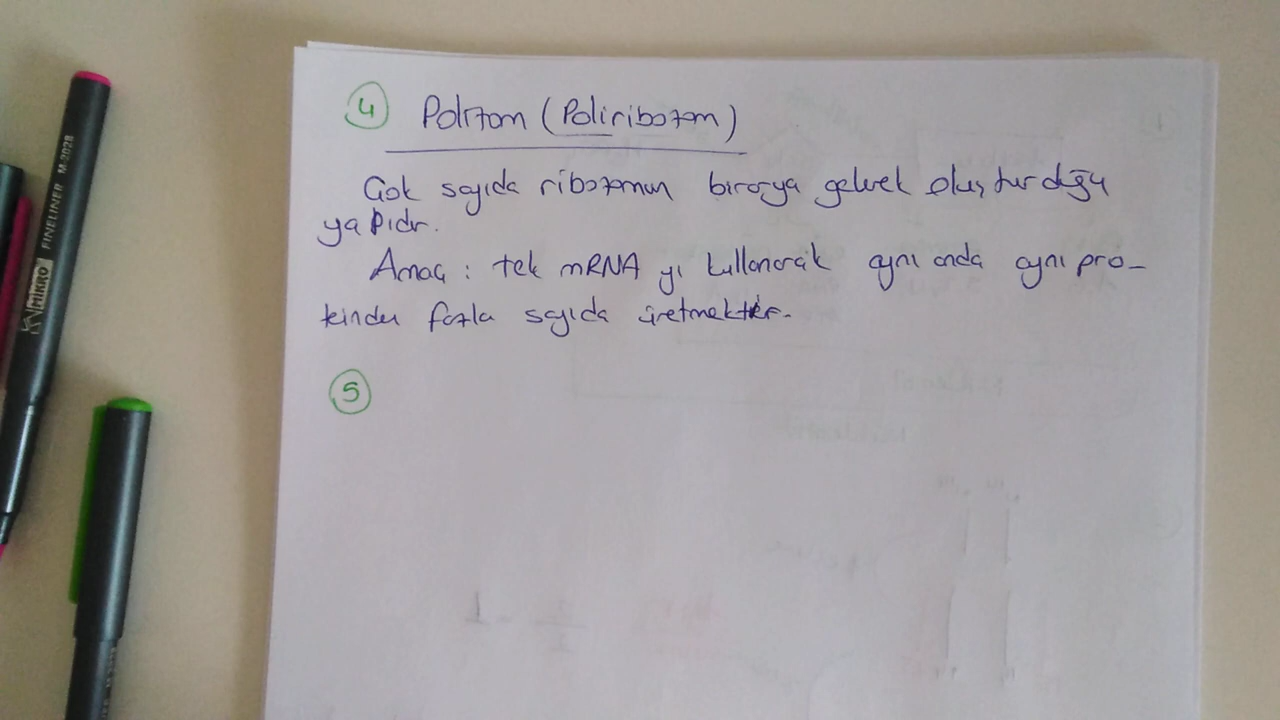 4 Polizom (Poliribozom)
Çok sayıda ribozomun biraraya gelerek oluşturduğu
yapıdır.
Amaç : tek mRNA yı kullanarak aynı anda aynı pro-
teinden fazla sayıda üretmektir.
5
MIKRO FINELINER M-2028